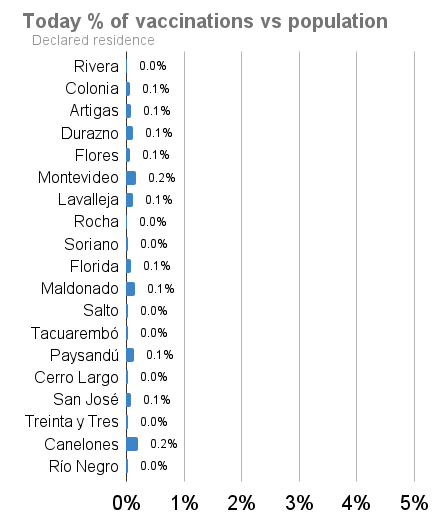 Today % of vaccinations vs population
Declared residence
Rivera 0.0%
Colonia 0.1%
Artigas 0.1%
Durazno 0.1%
Flores 0.1%
Montevideo 0.2%
Lavalleja 0.1%
Rocha 0.0%
Soriano 0.0%
Florida 0.1%
Maldonado 0.1%
Salto 0.0%
Tacuarembó 0.0%
Paysandú 0.1%
Cerro Largo 0.0%
San José 0.1%
Treinta y Tres 0.0%
Canelones 0.2%
Río Negro 0.0%
0% 1% 2% 3% 4% 5%